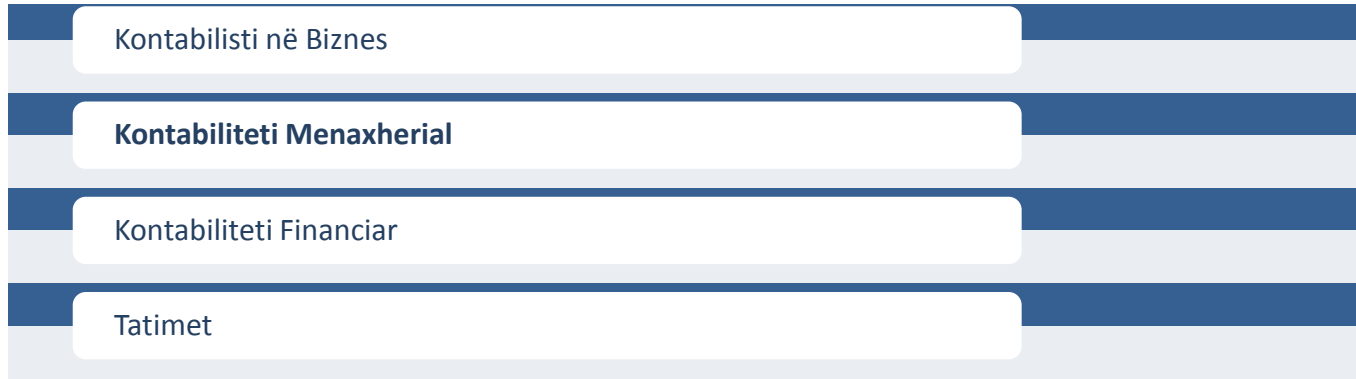 Kontabilisti në Biznes
Kontabiliteti Menaxherial
Kontabiliteti Financiar
Tatimet